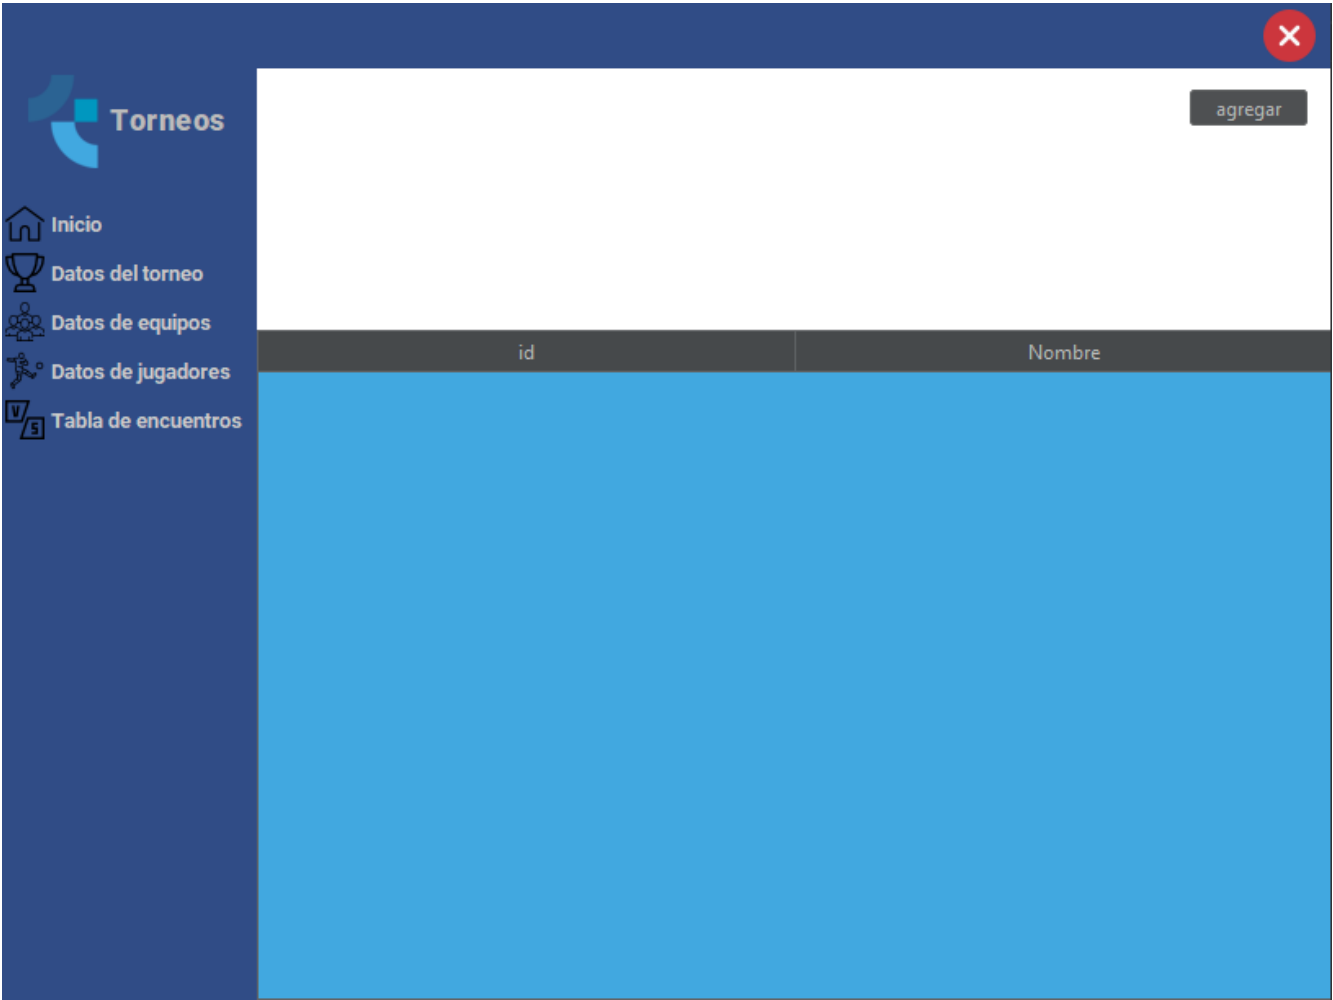 Torneos
agregar
Inicio
Datos del torneo
Datos de equipos
Datos de jugadores
V/S
Tabla de encuentros
id
Nombre